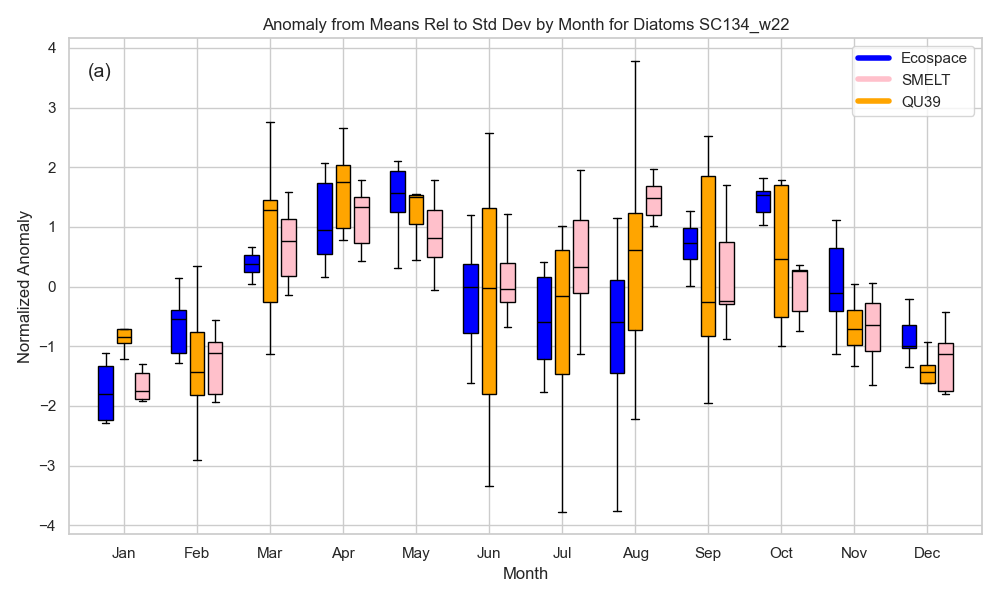 Anomaly from Means Rel to Std Dev by Month for Diatoms SC134_w22
(a)
Ecospace
SMELT
QU39
Normalized Anomaly
4
3
2
1
0
−1
−2
−3
−4
Jan Feb Mar Apr May Jun Jul Aug Sep Oct Nov Dec
Month